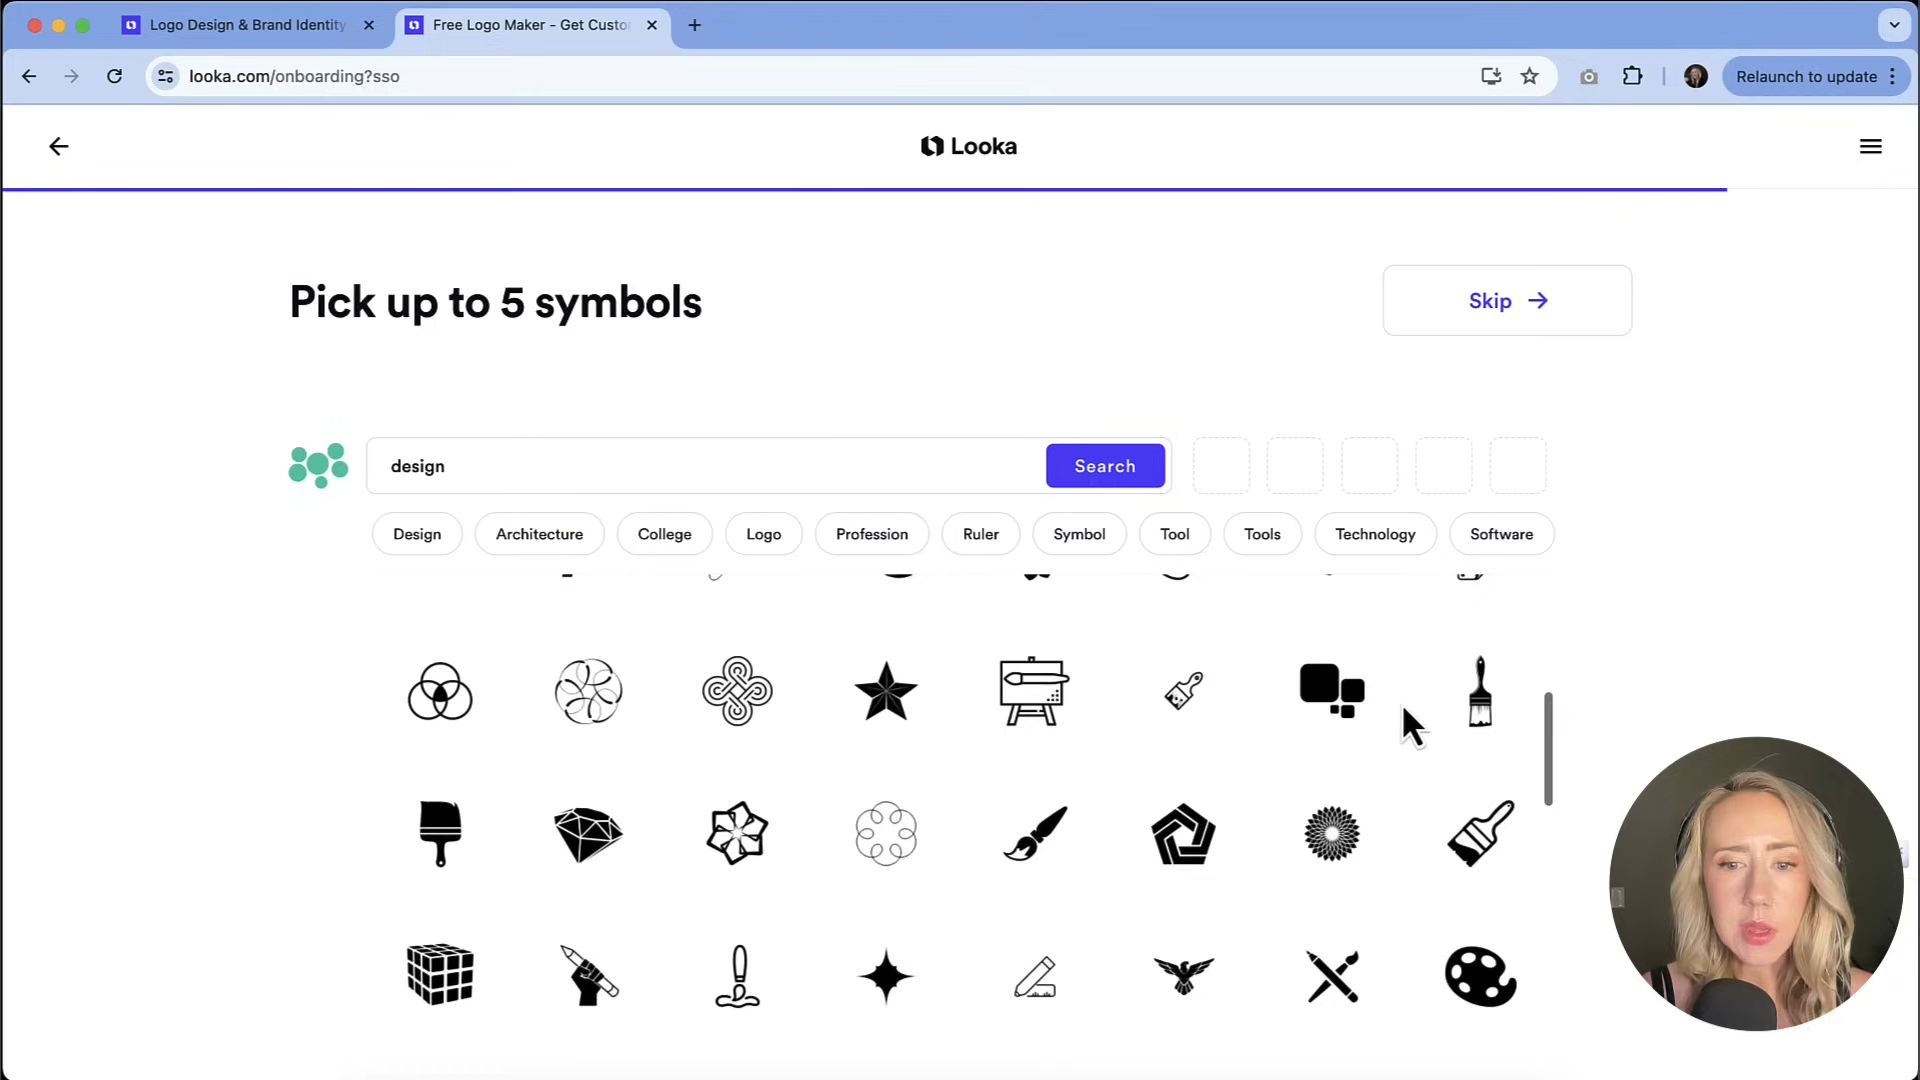 Logo Design & Brand Identity
Free Logo Maker - Get Custo
looka.com/onboarding?sso
Relaunch to update
Looka
Pick up to 5 symbols
Skip
design
Search
Design
Architecture
College
Logo
Profession
Ruler
Symbol
Tool
Tools
Technology
Software